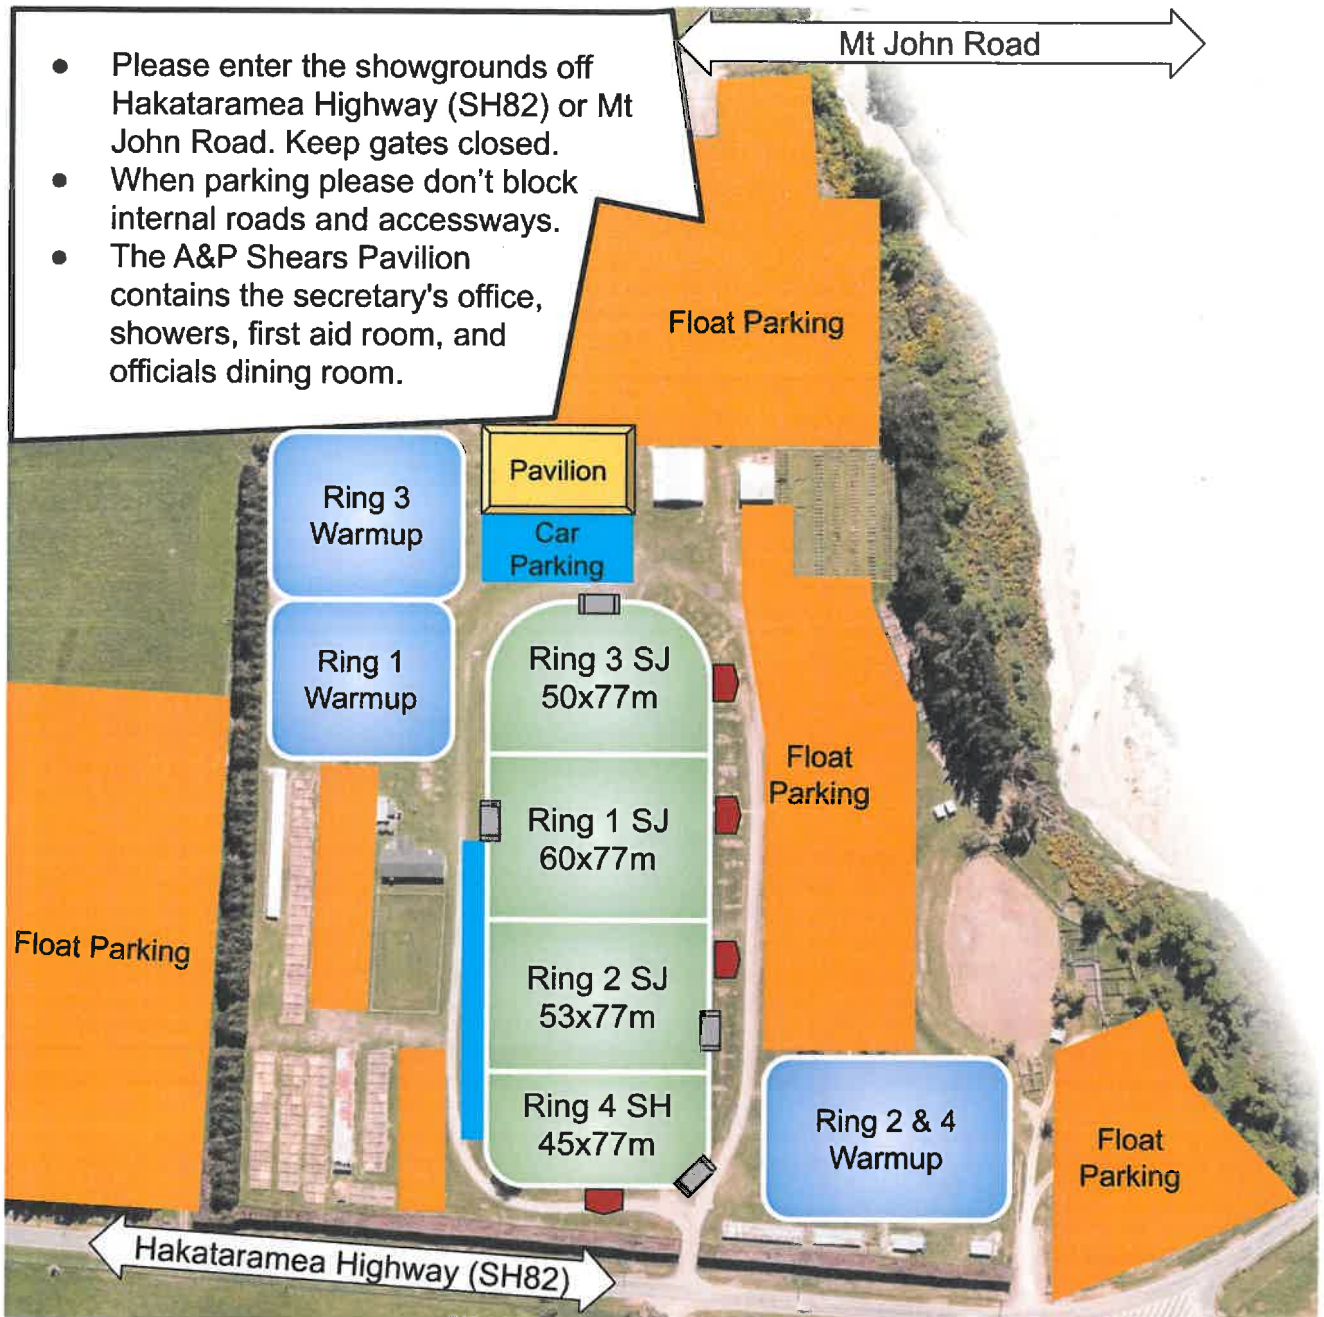 Mt John Road
● Please enter the showgrounds off
Hakataramea Highway (SH82) or Mt
John Road. Keep gates closed.
● When parking please don't block
internal roads and accessways.
● The A&P Shears Pavilion
contains the secretary's office,
showers, first aid room, and
officials dining room.
Float Parking
Pavilion
Car
Parking
Ring 3
Warmup
Ring 1
Warmup
Ring 3 SJ
50x77m
Ring 1 SJ
60x77m
Float
Parking
Float Parking
Ring 2 SJ
53x77m
Ring 4 SH
45x77m
Ring 2 & 4
Warmup
Float
Parking
Hakataramea Highway (SH82)